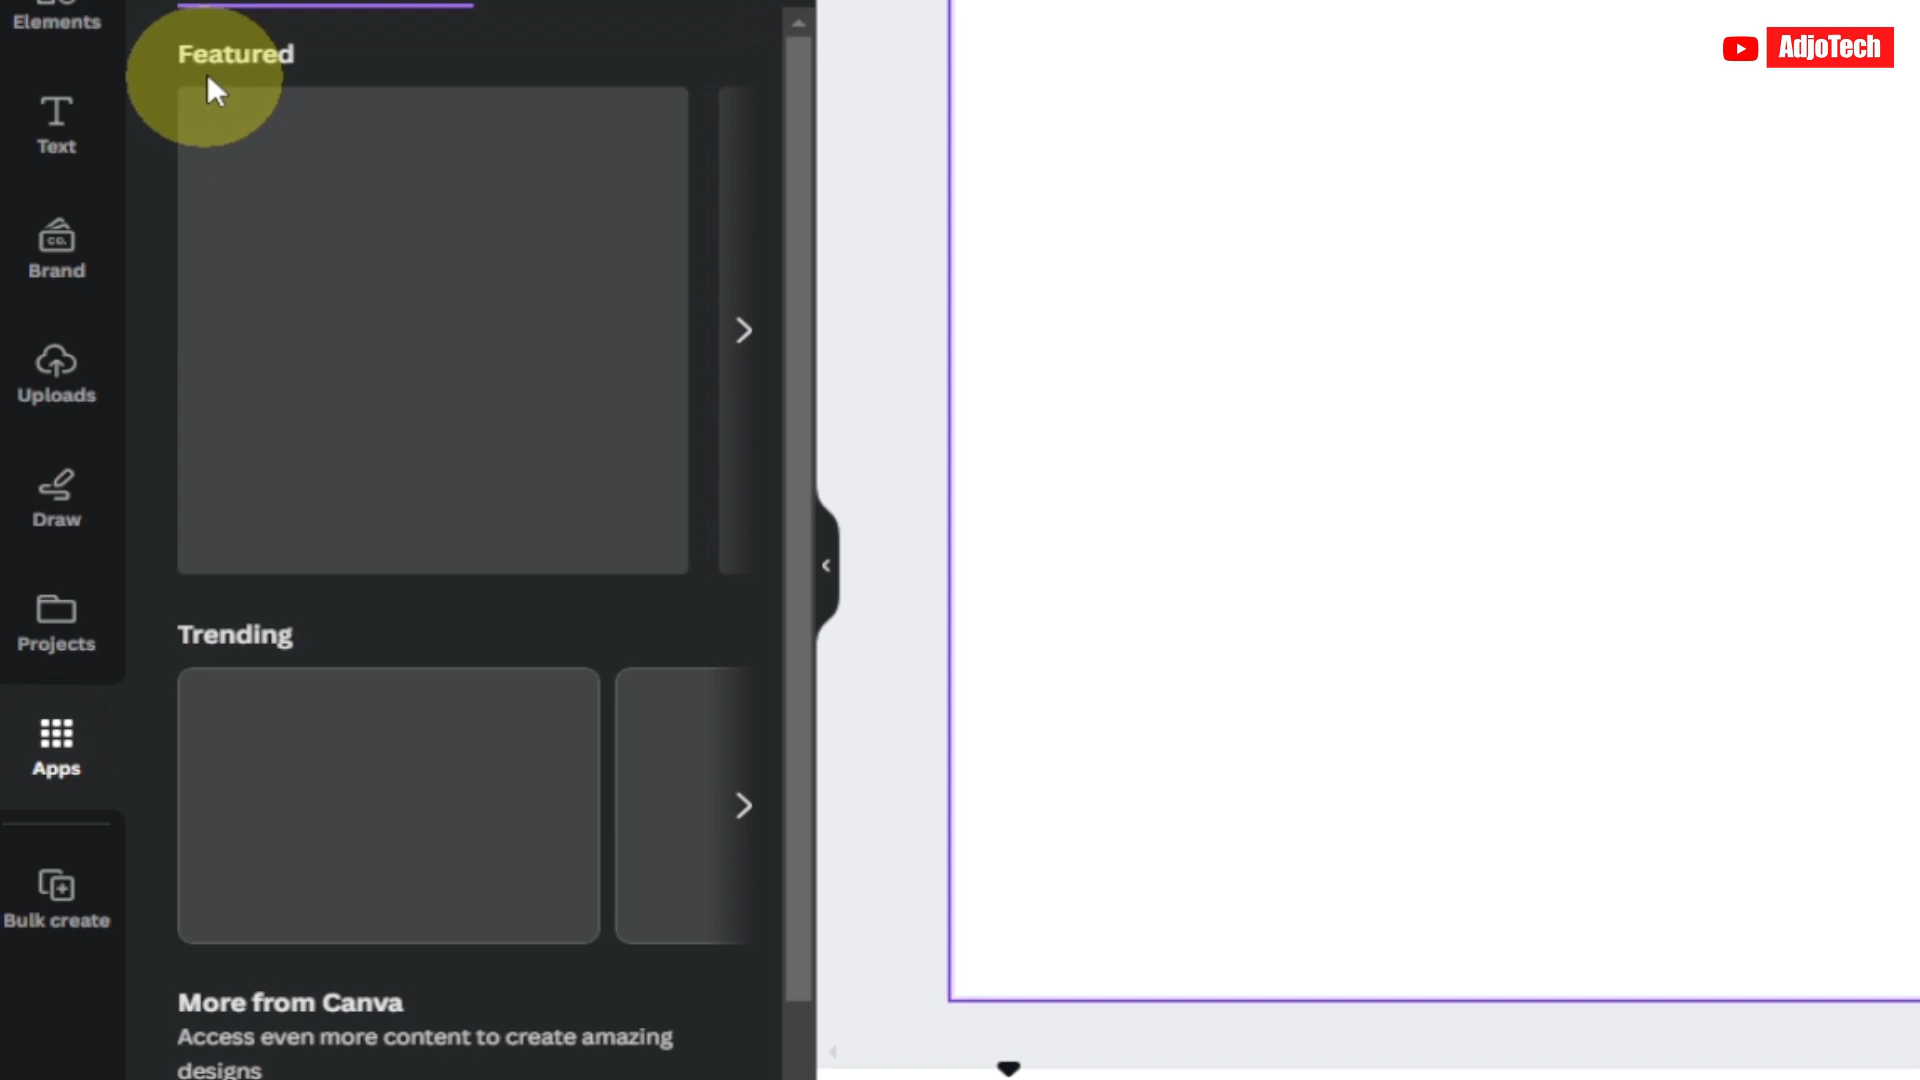 Elements
Text
Brand
CO.
Uploads
Draw
Projects
Apps
Bulk create
Featured
Trending
More from Canva
Access even more content to create amazing
designs
AdjoTech